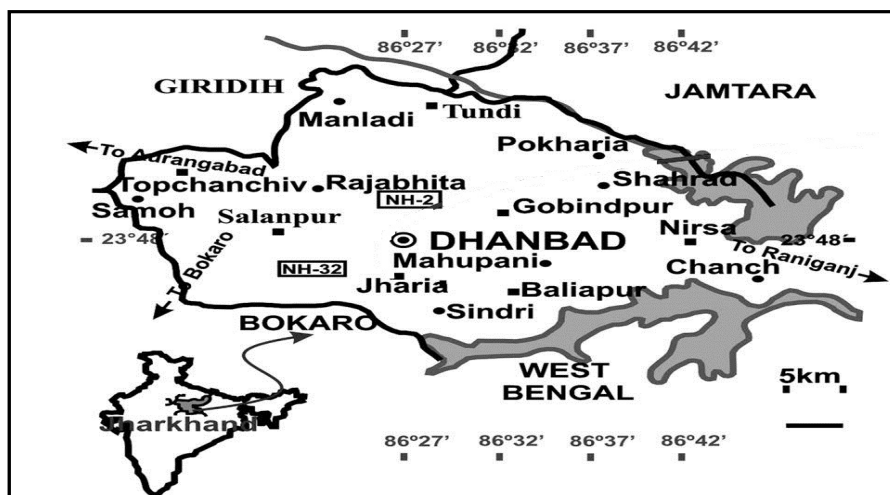 86°27’ 86°32’ 86°37’ 86°42’
GIRIDIH
JAMTARA
Manladi
Tundi
Pokharia
To Aurangabad
Topchanchiv
Rajabhita
Shahrad
NH-2
Samoh
Salanpur
Gobindpur
Nirsa
23°48’
DHANBAD
23°48’
To Bokaro
Mahupani
To Raniganj
NH-32
Jharia
Chanch
Baliapur
Sindri
BOKARO
WEST
BENGAL
5km
Jharkhand
86°27’ 86°32’ 86°37’ 86°42’